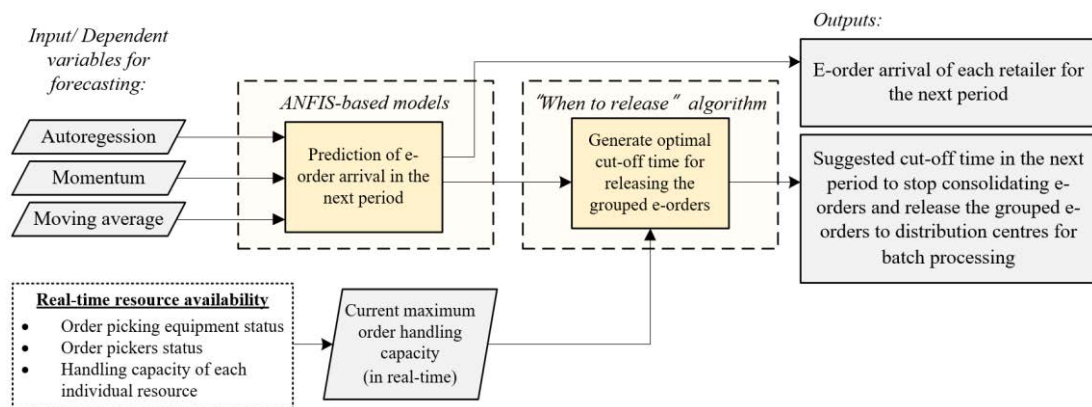 Outputs:
Input/ Dependent
variables for
forecasting:
E-order arrival of each retailer for
the next period
ANFIS-based models
"When to release" algorithm
Autoregession
Momentum
Moving average
Prediction of e-
order arrival in the
next period
Generate optimal
cut-off time for
releasing the
grouped e-orders
Suggested cut-off time in the next
period to stop consolidating e-
orders and release the grouped e-
orders to distribution centres for
batch processing
Real-time resource availability
• Order picking equipment status
• Order pickers status
• Handling capacity of each
individual resource
Current maximum
order handling
capacity
(in real-time)